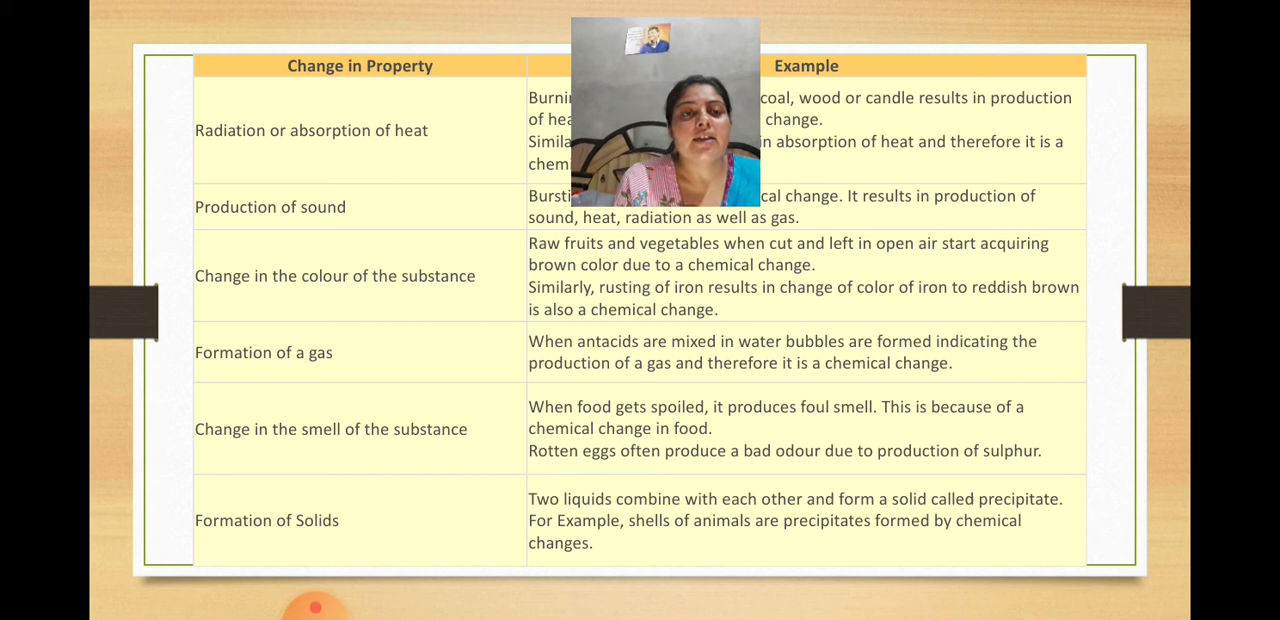 Change in Property
Example
Radiation or absorption of heat
coal, wood or candle results in production
of change.
in absorption of heat and therefore it is a
Production of sound
change. It results in production of
sound, heat, radiation as well as gas.
Change in the colour of the substance
Raw fruits and vegetables when cut and left in open air start acquiring
brown color due to a chemical change.
Similarly, rusting of iron results in change of color of iron to reddish brown
is also a chemical change.
Formation of a gas
When antacids are mixed in water bubbles are formed indicating the
production of a gas and therefore it is a chemical change.
Change in the smell of the substance
When food gets spoiled, it produces foul smell. This is because of a
chemical change in food.
Rotten eggs often produce a bad odour due to production of sulphur.
Formation of Solids
Two liquids combine with each other and form a solid called precipitate.
For Example, shells of animals are precipitates formed by chemical
changes.